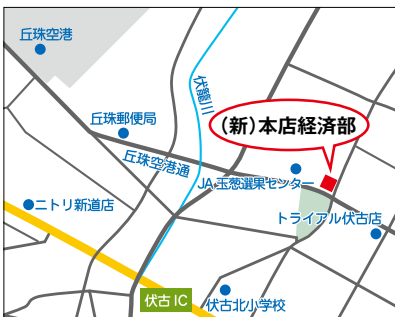 丘珠空港
伏籠川
(新)本店経済部
丘珠郵便局
丘珠空港通
JA玉葱選果センター
ニトリ新道店
トライアル伏古店
伏古IC
伏古北小学校